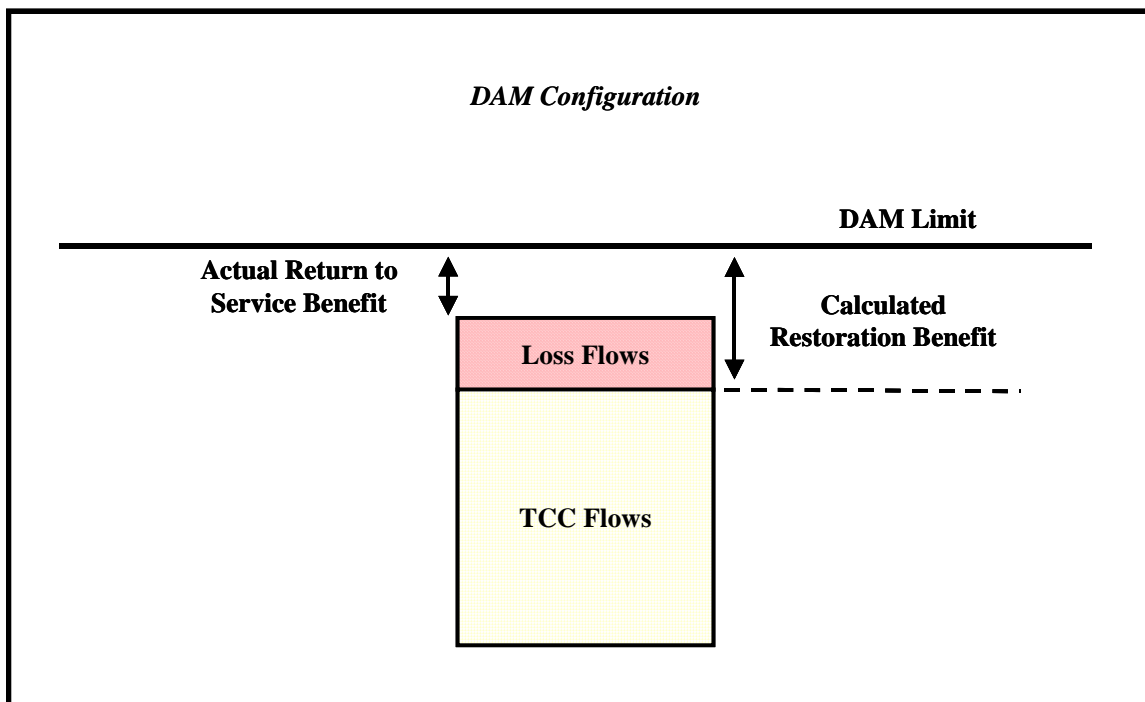 DAM Configuration
DAM Limit
Actual Return to
Service Benefit
Calculated
Restoration Benefit
Loss Flows
TCC Flows